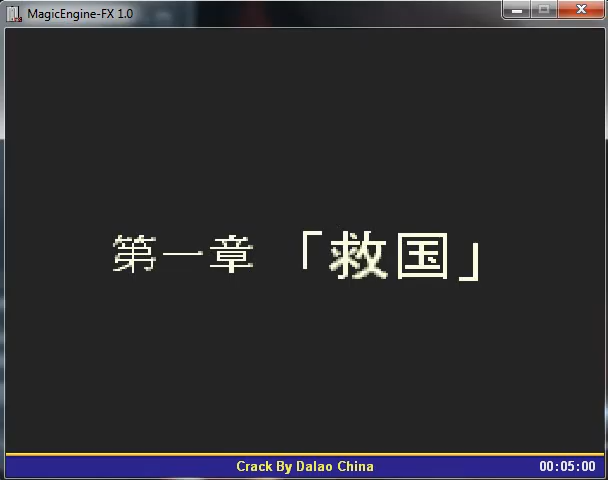 MagicEngine-FX 1.0
第一章 「救国」
Crack By Dalao China 00:05:00